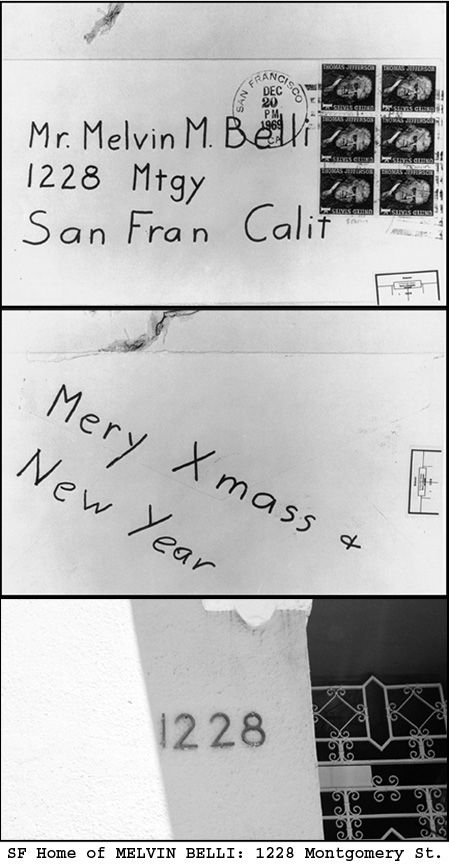 SAN FRANCISCO
DEC
20
PM
1969
CA
THOMAS JEFFERSON THOMAS JEFFERSON
UNITED STATES UNITED STATES
THOMAS JEFFERSON THOMAS JEFFERSON
UNITED STATES UNITED STATES
THOMAS JEFFERSON THOMAS JEFFERSON
UNITED STATES UNITED STATES
Mr. Melvin M. Belli
1228 Mtgy
San Fran Calif
Mery Xmass &
New Year
1228
SF Home of MELVIN BELLI: 1228 Montgomery St.